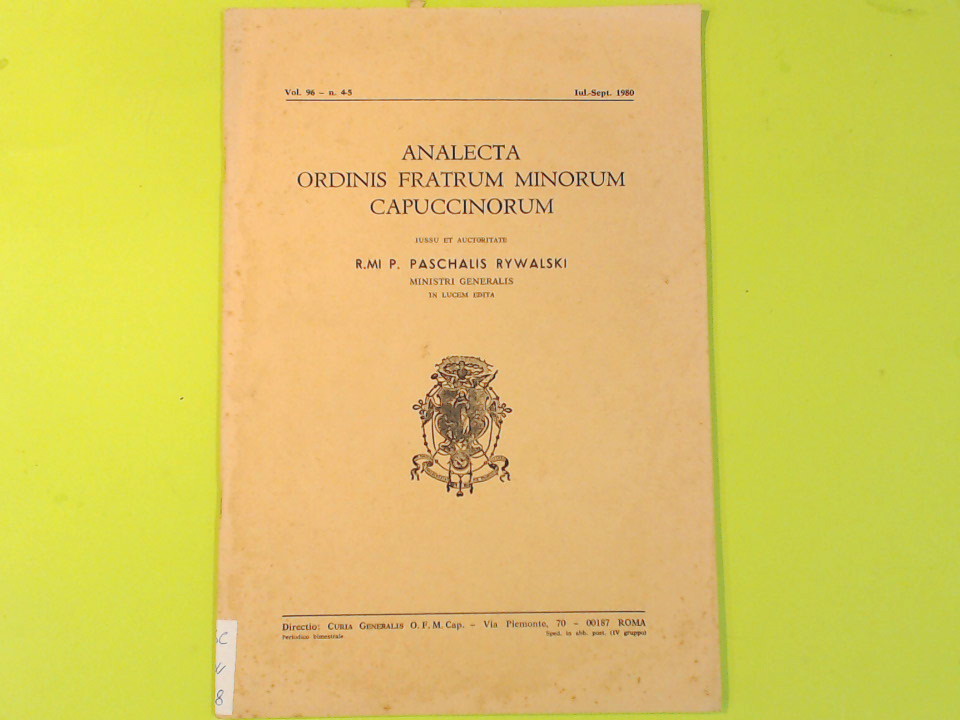 Vol. 96 – n. 4-5 Iul.-Sept. 1980
ANALECTA
ORDINIS FRATRUM MINORUM
CAPUCCINORUM
IUSSU ET AUCTORITATE
R.MI P. PASCHALIS RYWALSKI
MINISTRI GENERALIS
IN LUCEM EDITA
Directio: CURIA GENERALIS O. F. M. Cap. – Via Piemonte, 70 – 00187 ROMA
Periodico bimestrale Sped. in abb. post. (IV gruppo)
C
8